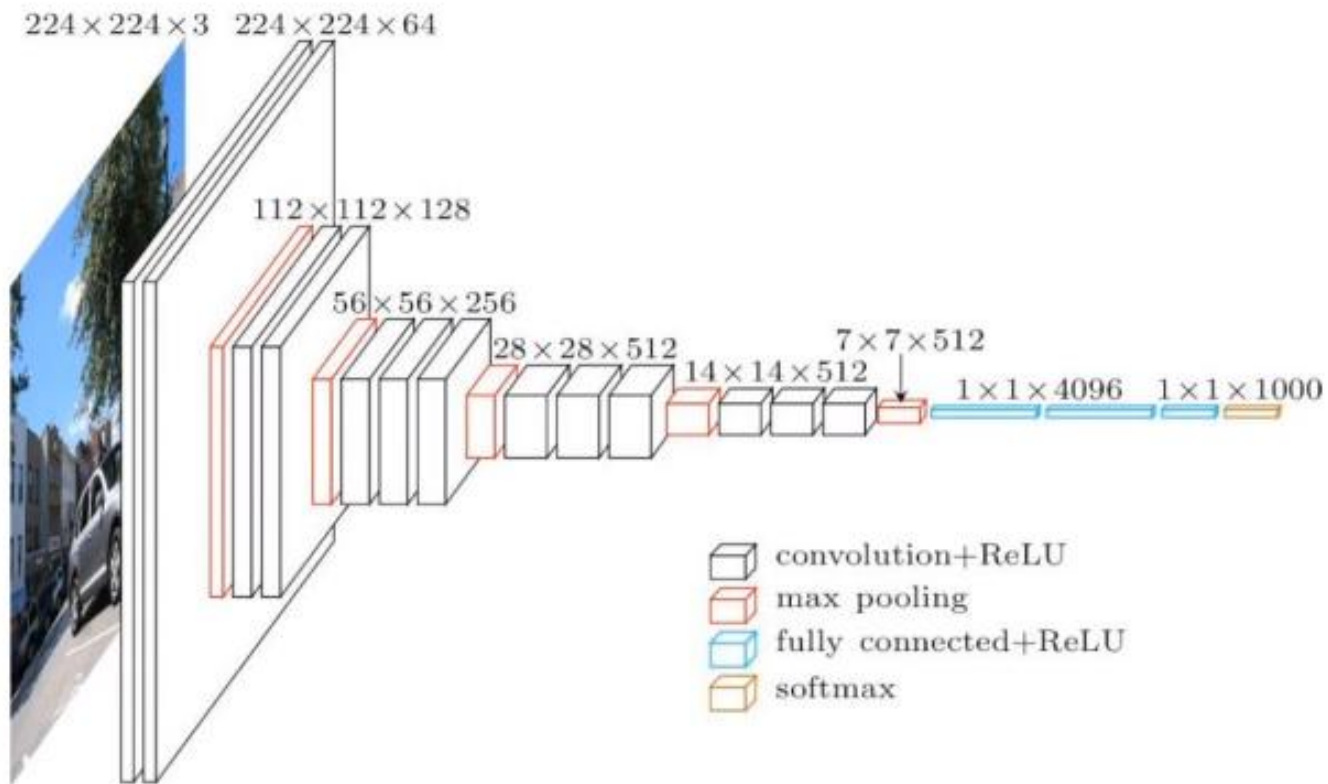 224×224×3
224×224×64
112×112×128
56×56×256
28×28×512
14×14×512
7×7×512
1×1×4096
1×1×1000
convolution+ReLU
max pooling
fully connected+ReLU
softmax